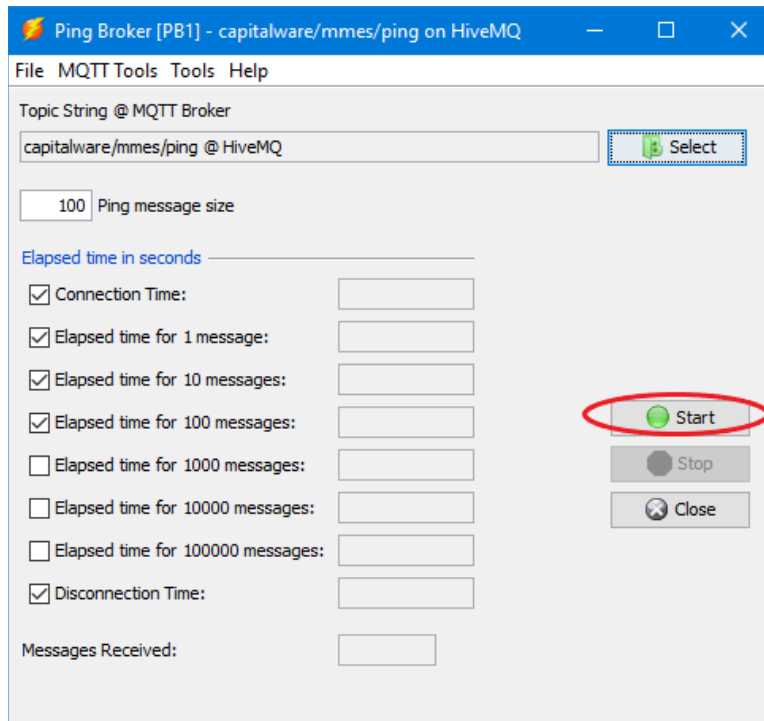 Ping Broker [PB1] - capitalware/mmes/ping on HiveMQ
File MQTT Tools Tools Help
Topic String @ MQTT Broker
capitalware/mmes/ping @ HiveMQ
Select
100 Ping message size
Elapsed time in seconds
Connection Time:
Elapsed time for 1 message:
Elapsed time for 10 messages:
Elapsed time for 100 messages:
Start
Elapsed time for 1000 messages:
Stop
Elapsed time for 10000 messages:
Close
Elapsed time for 100000 messages:
Disconnection Time:
Messages Received: